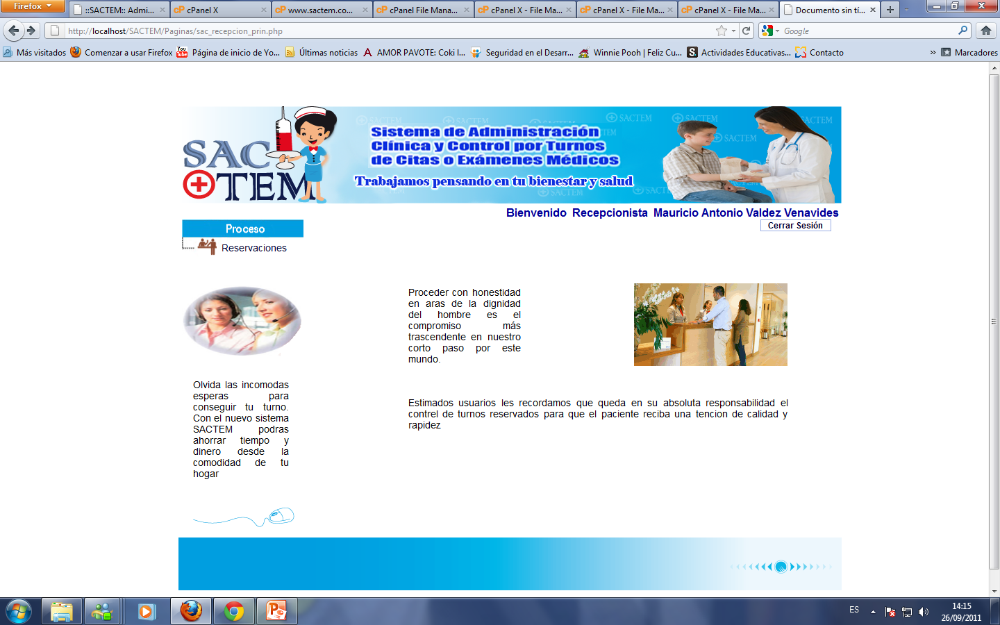 Firefox
::SACTEM:: Admi...
cPanel X
www.sactem.co...
cPanel File Mana...
cPanel X - File Ma...
cPanel X - File Ma...
cPanel X - File Ma...
Documento sin tí...
http://localhost/SACTEM/Paginas/sac_recepcion_prin.php
Google
Más visitados
Comenzar a usar Firefox
Página de inicio de Yo...
Últimas noticias
AMOR PAVOTE: Coki l...
Seguridad en el Desarr...
Winnie Pooh | Feliz Cu...
Actividades Educativas...
Contacto
Marcadores
SACTEM
Sistema de Administración
Clínica y Control por Turnos
de Citas o Exámenes Médicos
Trabajamos pensando en tu bienestar y salud
SACTEM
SACTEM
SACTEM
Bienvenido Recepcionista Mauricio Antonio Valdez Venavides
Cerrar Sesión
Proceso
Reservaciones
Olvida las incomodas
esperas para
conseguir tu turno.
Con el nuevo sistema
SACTEM podras
ahorrar tiempo y
dinero desde la
comodidad de tu
hogar
Proceder con honestidad
en aras de la dignidad
del hombre es el
compromiso más
trascendente en nuestro
corto paso por este
mundo.
Estimados usuarios les recordamos que queda en su absoluta responsabilidad el
contrel de turnos reservados para que el paciente reciba una tencion de calidad y
rapidez
ES
14:15
26/09/2011